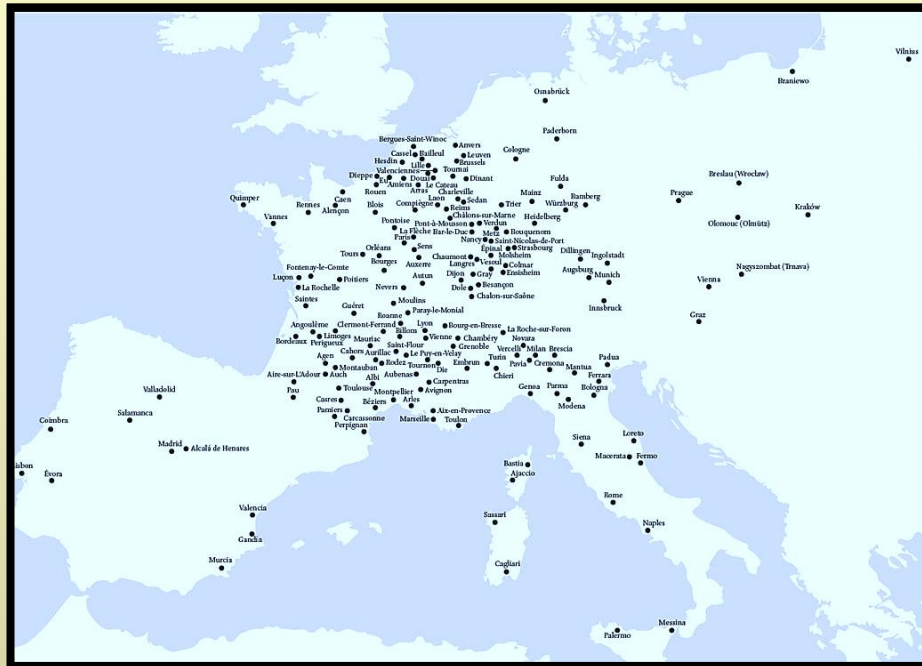 Vilnius
Braniewo
Osnabrück
Paderborn
Bergues-Saint-Winoc
Anvers
Cassel
Bailleul
Leuven
Cologne
Hesdin
Lille
Brussels
Valenciennes
Tournai
Dieppe
Eu
Douai
Dinant
Fulda
Breslau (Wrocław)
Amiens
Le Cateau
Rouen
Arras
Charleville
Quimper
Caen
Laon
Sedan
Mainz
Bamberg
Prague
Rennes
Alençon
Blois
Compiègne
Reims
Trier
Würzburg
Kraków
Vannes
Châlons-sur-Marne
Heidelberg
Olomouc (Olmütz)
Pontoise
Pont-à-Mousson
Verdun
La Flèche
Bar-le-Duc
Metz
Bouquenom
Paris
Nancy
Saint-Nicolas-de-Port
Orléans
Sens
Épinal
Strasbourg
Dillingen
Tours
Chaumont
Molsheim
Ingolstadt
Bourges
Auxerre
Langres
Vesoul
Colmar
Augsburg
Nagyszombat (Trnava)
Fontenay-le-Comte
Autun
Dijon
Gray
Ensisheim
Munich
Luçon
Poitiers
Besançon
Vienna
La Rochelle
Nevers
Dole
Saintes
Moulins
Chalon-sur-Saône
Innsbruck
Guéret
Paray-le-Monial
Graz
Roanne
Angoulême
Clermont-Ferrand
Lyon
Bourg-en-Bresse
La Roche-sur-Foron
Bordeaux
Limoges
Billom
Vienne
Chambéry
Novara
Perigueux
Mauriac
Saint-Flour
Grenoble
Vercelli
Milan
Brescia
Agen
Cahors
Aurillac
Le Puy-en-Velay
Turin
Pavia
Cremona
Padua
Montauban
Rodez
Tournon
Embrun
Mantua
Aire-sur-L'Adour
Auch
Aubenas
Die
Chieri
Ferrara
Albi
Carpentras
Parma
Bologna
Valladolid
Pau
Toulouse
Montpellier
Avignon
Genoa
Modena
Castres
Béziers
Arles
Salamanca
Pamiers
Aix-en-Provence
Coimbra
Carcassonne
Marseille
Toulon
Perpignan
Siena
Loreto
Madrid
Alcalá de Henares
Macerata
Fermo
Bastia
isbon
Évora
Ajaccio
Rome
Valencia
Sassari
Naples
Gandia
Murcia
Cagliari
Messina
Palermo